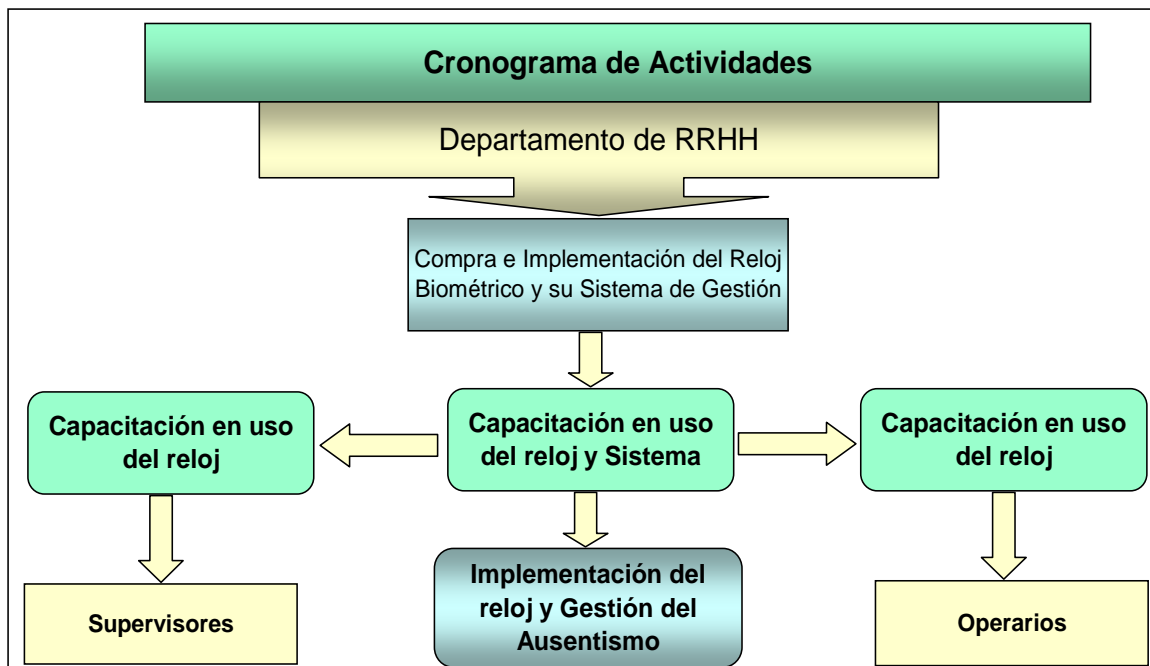 Cronograma de Actividades
Departamento de RRHH
Compra e Implementación del Reloj
Biométrico y su Sistema de Gestión
Capacitación en uso
del reloj
Capacitación en uso
del reloj y Sistema
Capacitación en uso
del reloj
Supervisores
Implementación del
reloj y Gestión del
Ausentismo
Operarios